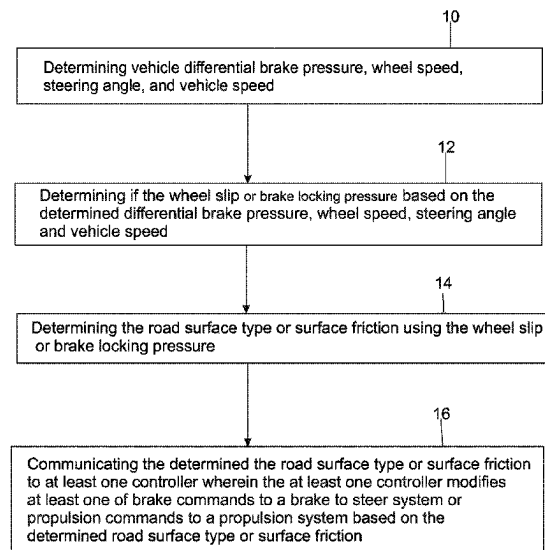 10
Determining vehicle differential brake pressure, wheel speed,
steering angle, and vehicle speed
12
Determining if the wheel slip or brake locking pressure based on the
determined differential brake pressure, wheel speed, steering angle
and vehicle speed
14
Determining the road surface type or surface friction using the wheel slip
or brake locking pressure
16
Communicating the determined the road surface type or surface friction
to at least one controller wherein the at least one controller modifies
at least one of brake commands to a brake to steer system or
propulsion commands to a propulsion system based on the
determined road surface type or surface friction